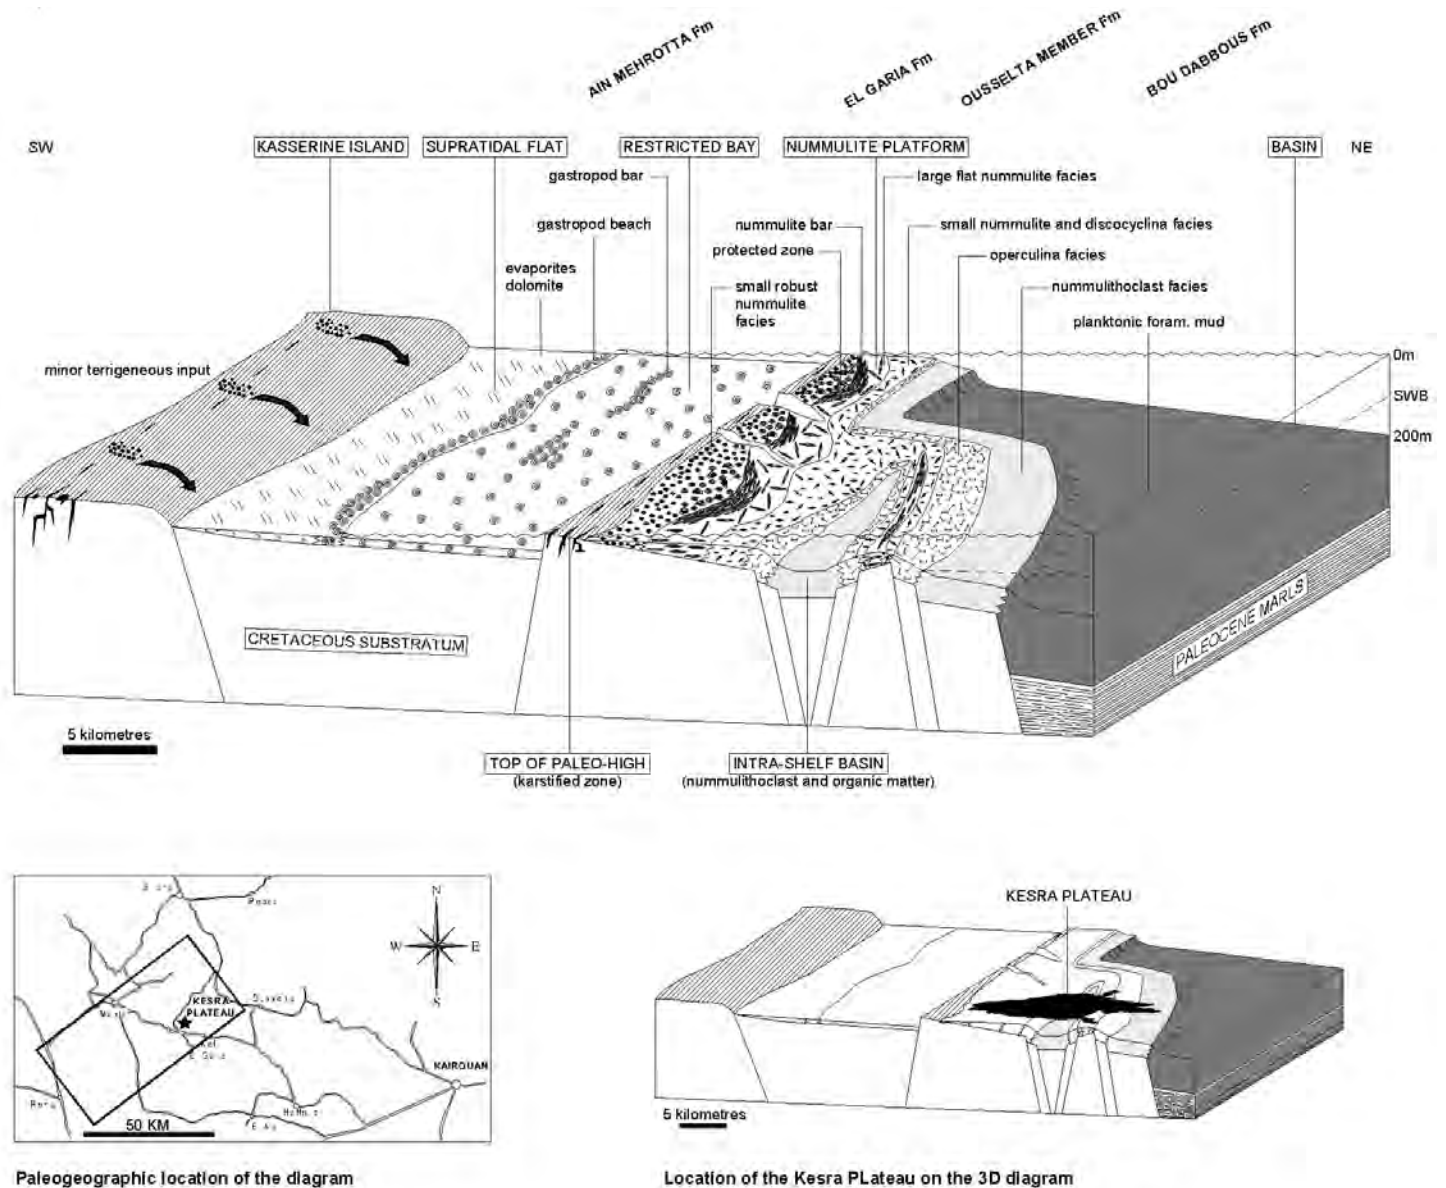 AIN MEHROTTA Fm
EL GARIA Fm
OUSSELTA MEMBER Fm
BOU DABBOUS Fm
SW
KASSERINE ISLAND
SUPRATIDAL FLAT
RESTRICTED BAY
NUMMULITE PLATFORM
BASIN
NE
gastropod bar
large flat nummulite facies
gastropod beach
nummulite bar
small nummulite and discocyclina facies
protected zone
operculina facies
evaporites
dolomite
small robust
nummulite
facies
nummulithoclast facies
planktonic foram. mud
minor terrigeneous input
0m
SWB
200m
CRETACEOUS SUBSTRATUM
PALEOCENE MARLS
5 kilometres
TOP OF PALEO-HIGH
(karstified zone)
INTRA-SHELF BASIN
(nummulithoclast and organic matter)
N
W
E
S
KESRA-
PLATEAU
KAIROUAN
50 KM
KESRA PLATEAU
5 kilometres
Paleogeographic location of the diagram
Location of the Kesra PLateau on the 3D diagram